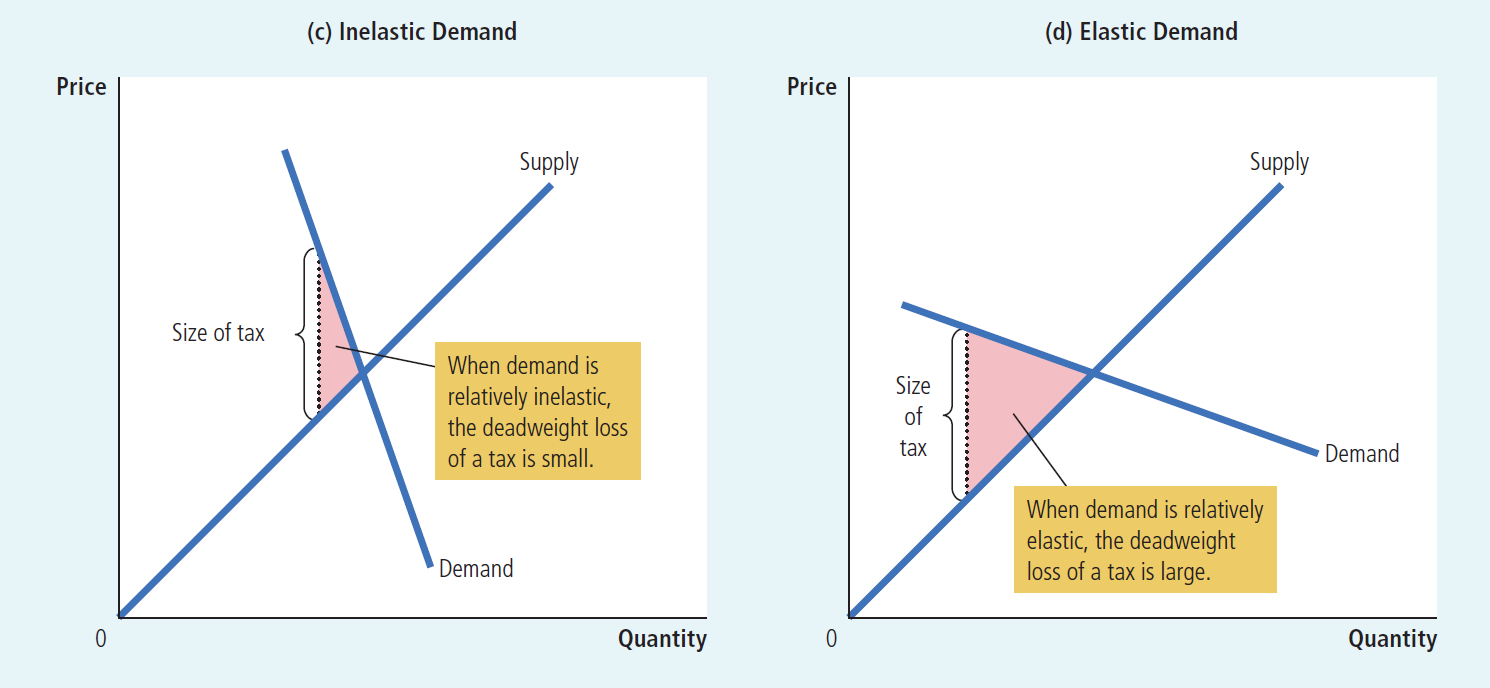 (c) Inelastic Demand
Price
Supply
Size of tax
When demand is
relatively inelastic,
the deadweight loss
of a tax is small.
Demand
0
Quantity
(d) Elastic Demand
Price
Supply
Size
of
tax
Demand
When demand is relatively
elastic, the deadweight
loss of a tax is large.
0
Quantity